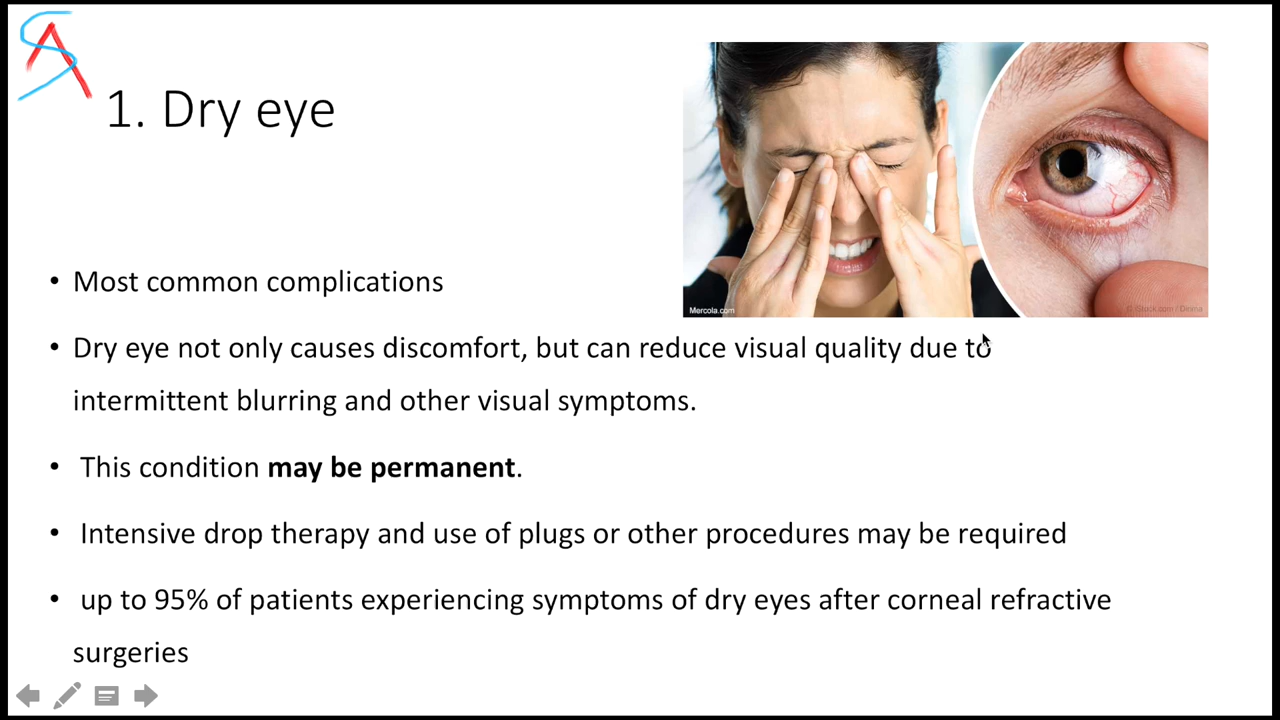 1. Dry eye
Mercola.com
© iStock.com / Deima
• Most common complications
• Dry eye not only causes discomfort, but can reduce visual quality due to
intermittent blurring and other visual symptoms.
• This condition may be permanent.
• Intensive drop therapy and use of plugs or other procedures may be required
• up to 95% of patients experiencing symptoms of dry eyes after corneal refractive
surgeries